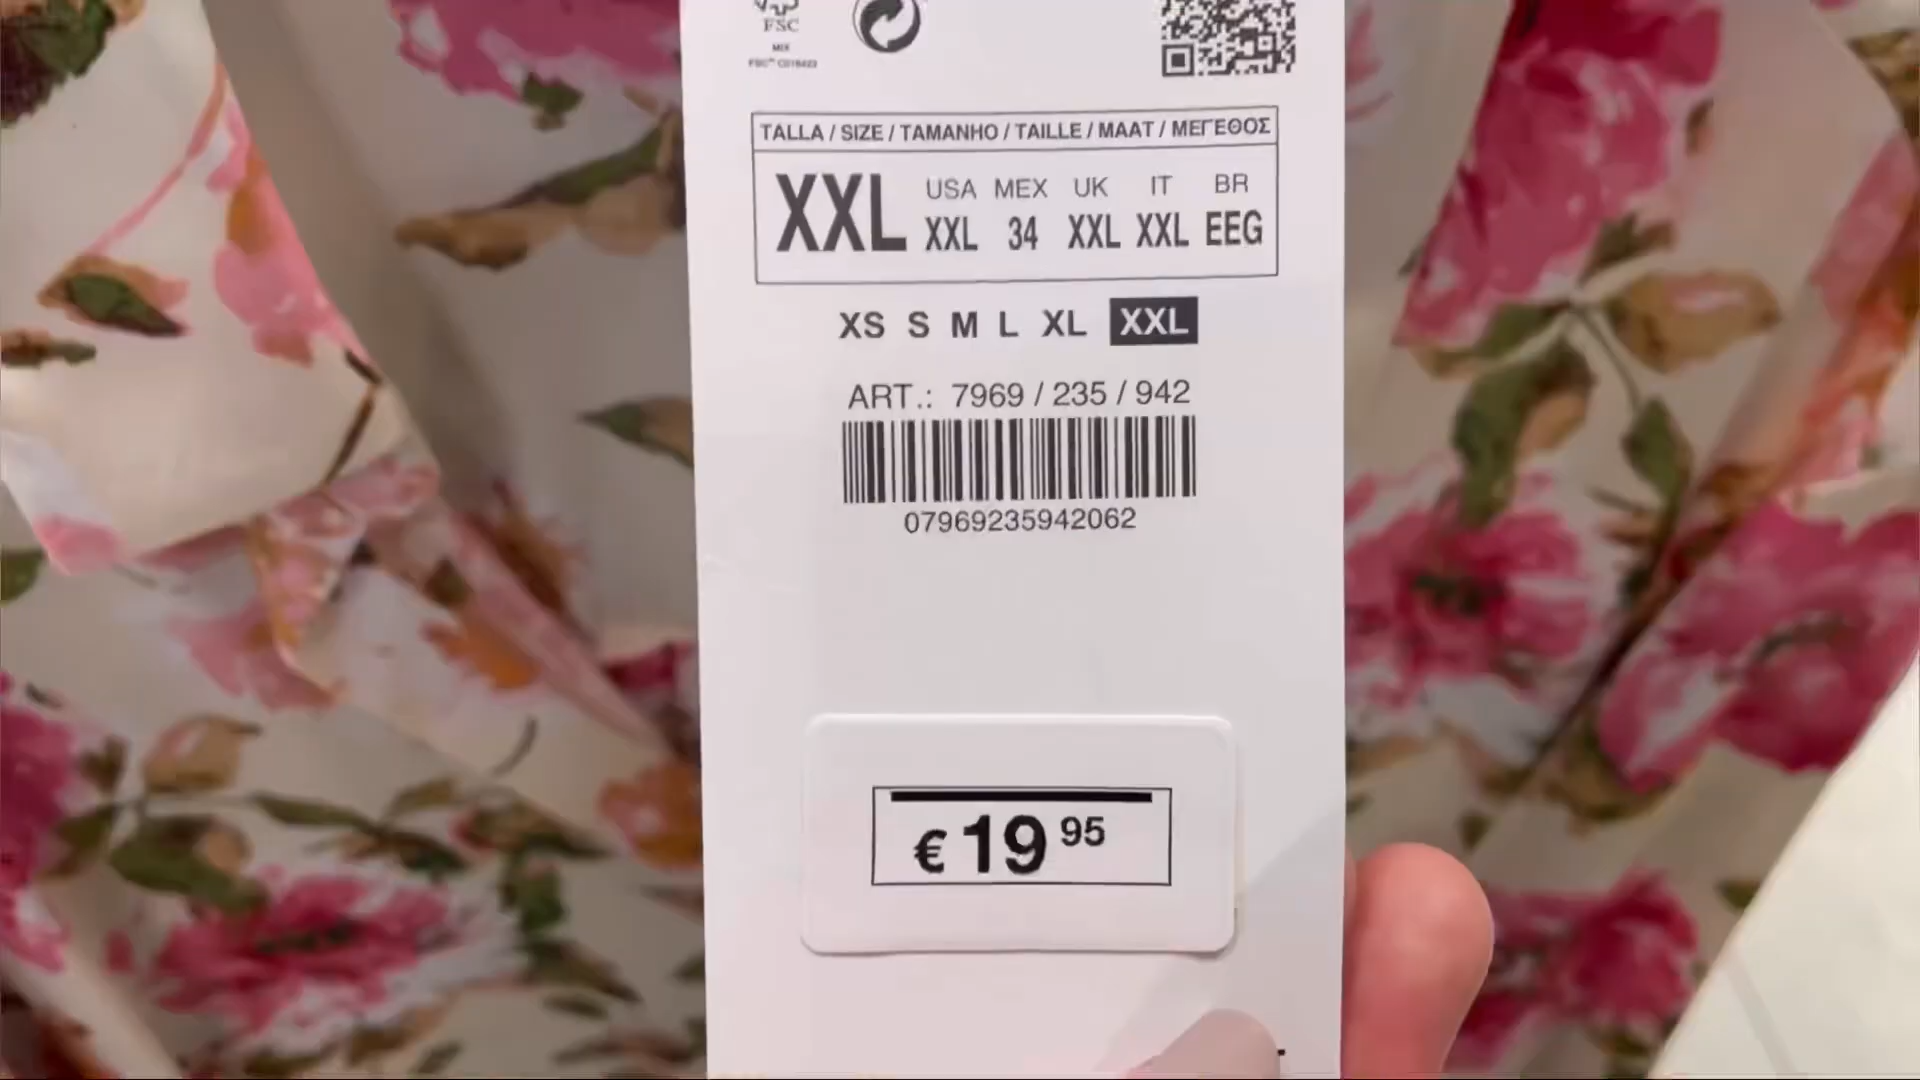 FSC
MIX
TALLA / SIZE / TAMANHO / TAILLE / MAAT / ΜΕΓΕΘΟΣ
USA MEX UK IT BR
XXL XXL 34 XXL XXL EEG
XS S M L XL XXL
ART.: 7969 / 235 / 942
07969235942062
€ 19 95